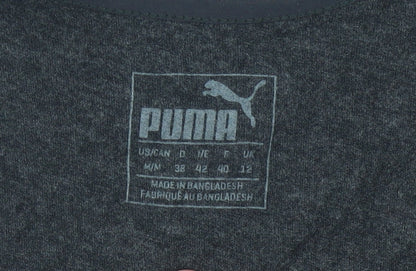 PUMA
US/CAN D I/E F UK
M/M 38 42 40 12
MADE IN BANGLADESH
FABRIQUÉ AU BANGLADESH